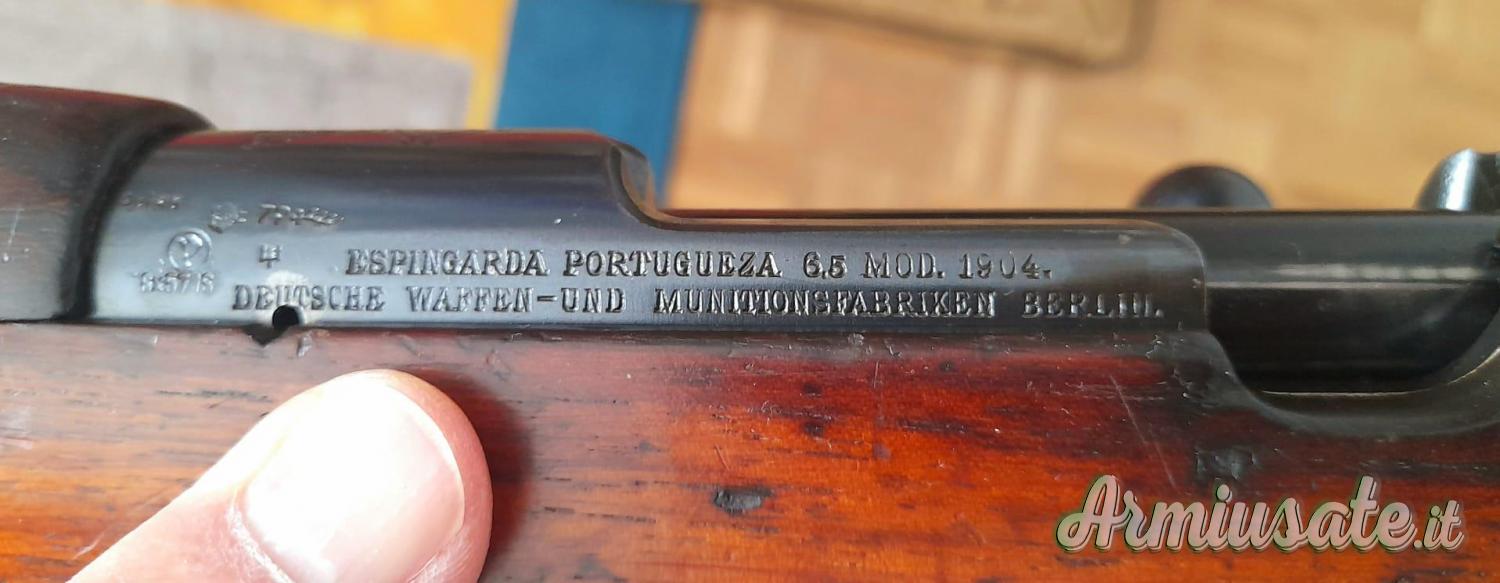 ESPINGARDA PORTUGUEZA 6,5 MOD. 1904.
DEUTSCHE WAFFEN-UND MUNITIONSFABRIKEN BERLIN.
Armiusate.it